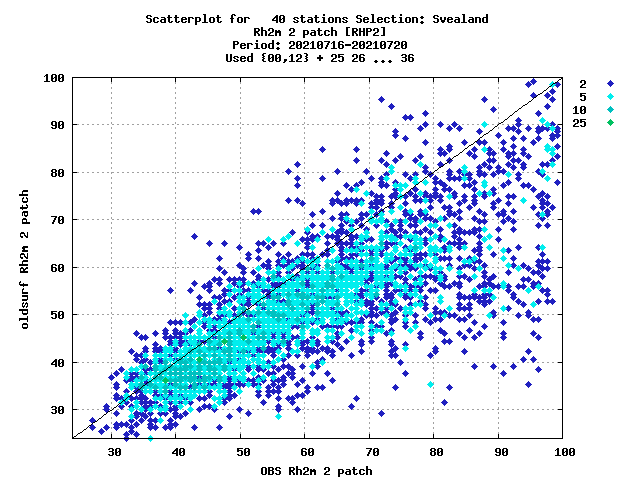 Scatterplot for 40 stations Selection: Svealand
Rh2m 2 patch [RHP2]
Period: 20210716-20210720
Used {00,12} + 25 26 ... 36
100
90
80
70
60
50
40
30
oldsurf Rh2m 2 patch
30 40 50 60 70 80 90 100
OBS Rh2m 2 patch
2
5
10
25